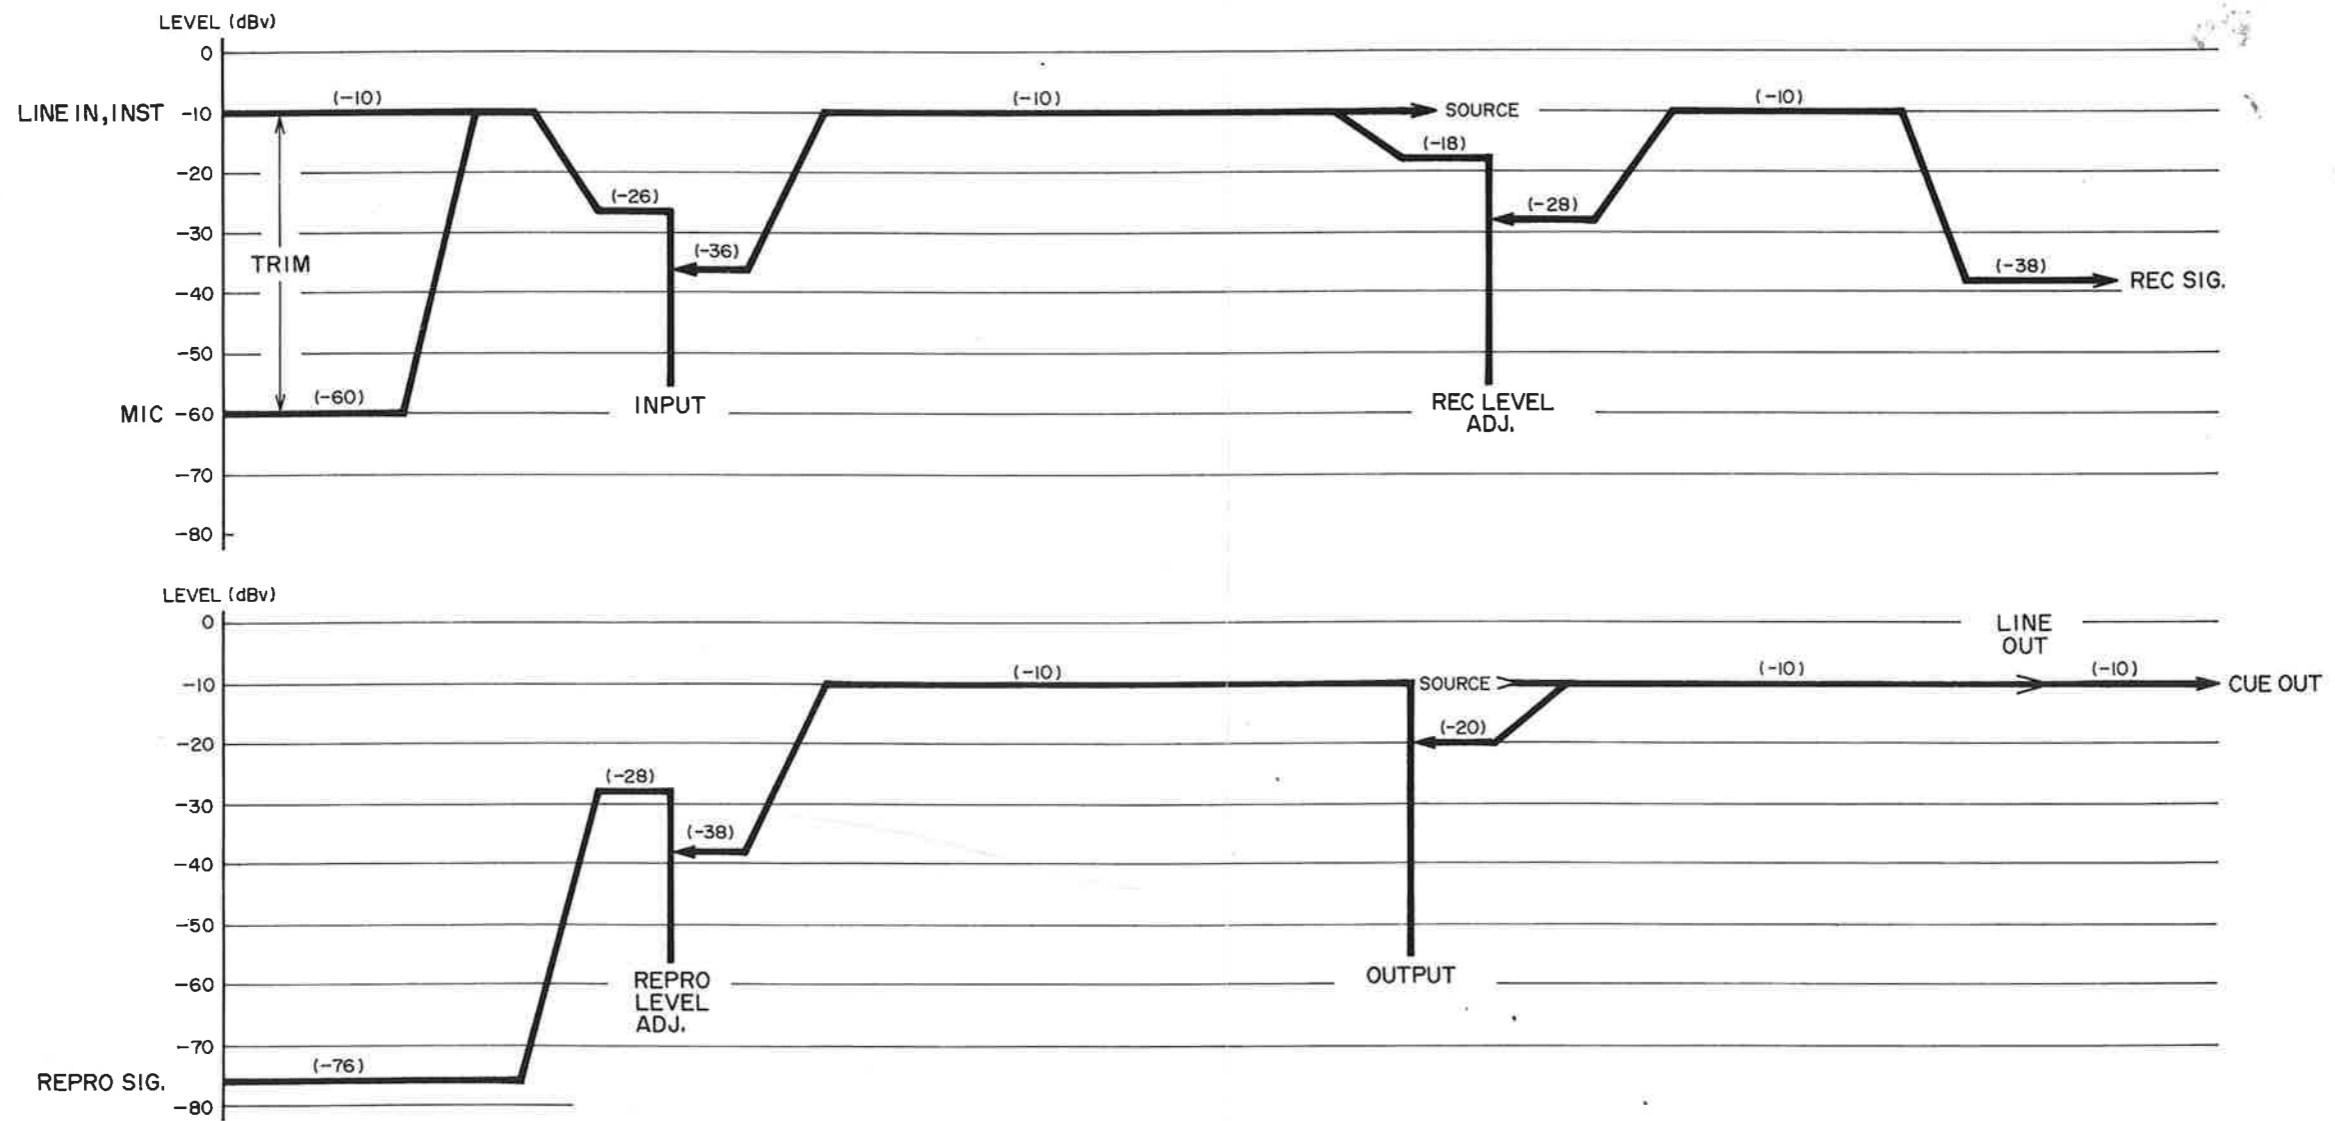 LEVEL (dBv)
0
LINE IN, INST -10
(-10) (-10) SOURCE (-10)
(-18)
-20
(-26) (-28)
-30
(-36)
TRIM
(-38) REC SIG.
-40
-50
(-60)
MIC -60
INPUT
REC LEVEL
ADJ.
-70
-80
LEVEL (dBv)
0
LINE
OUT
(-10) (-10) (-10)
-10
SOURCE
CUE OUT
(-20)
-20
(-28)
-30
(-38)
-40
-50
-60
REPRO
LEVEL
ADJ.
OUTPUT
-70
(-76)
REPRO SIG.
-80